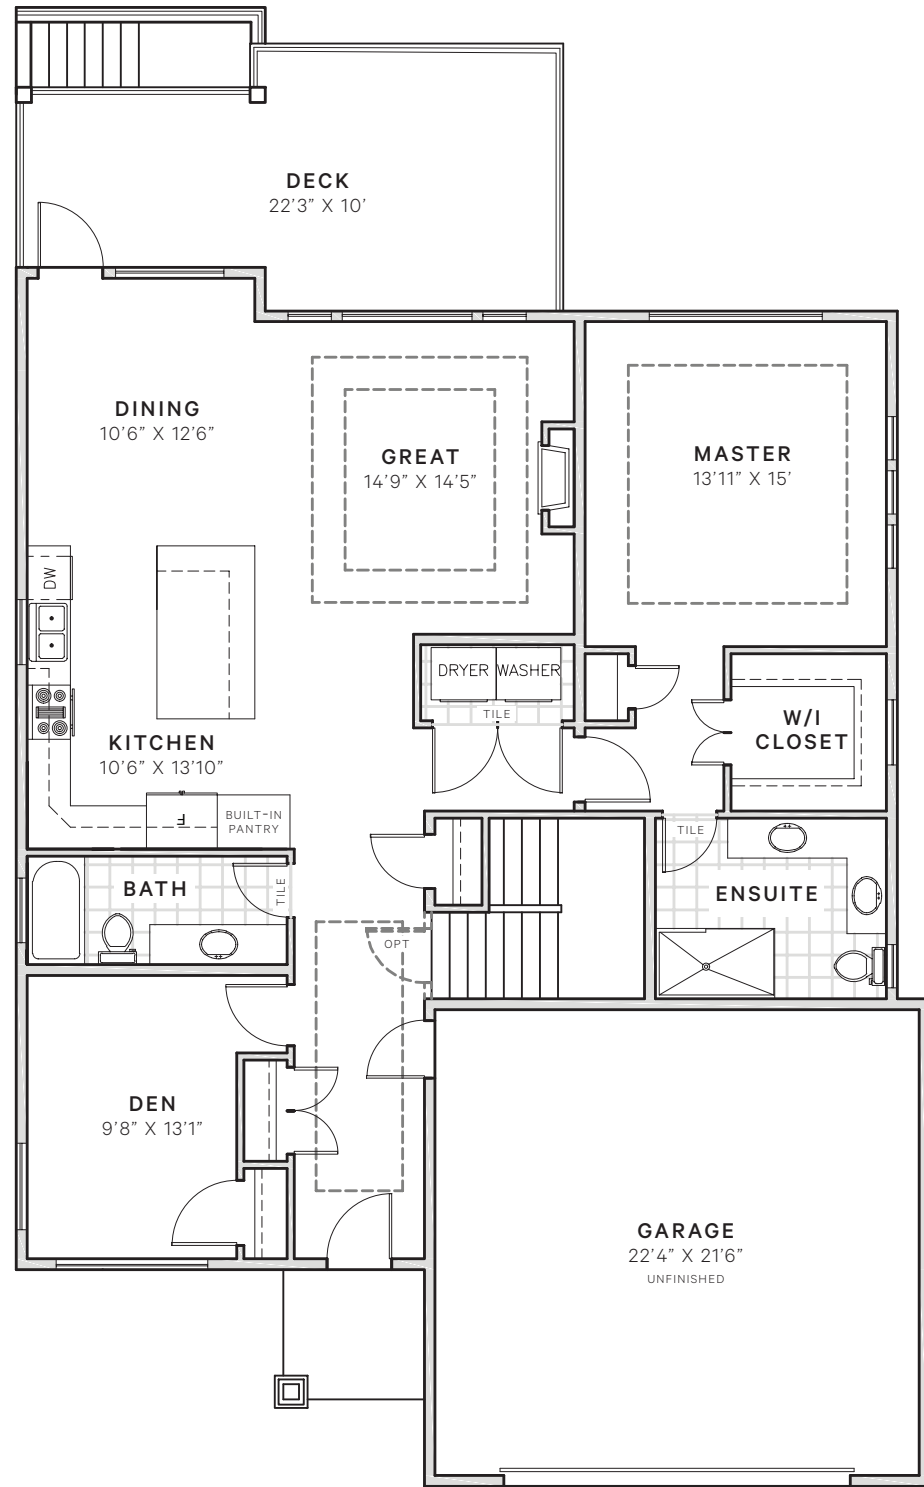 DECK
22’3” X 10’
DINING
10’6” X 12’6”
GREAT
14’9” X 14’5”
MASTER
13’11” X 15’
DW
DRYER
WASHER
TILE
W/I
CLOSET
KITCHEN
10’6” X 13’10”
F
BUILT-IN
PANTRY
TILE
BATH
TILE
ENSUITE
OPT
DEN
9’8” X 13’1”
GARAGE
22’4” X 21’6”
UNFINISHED